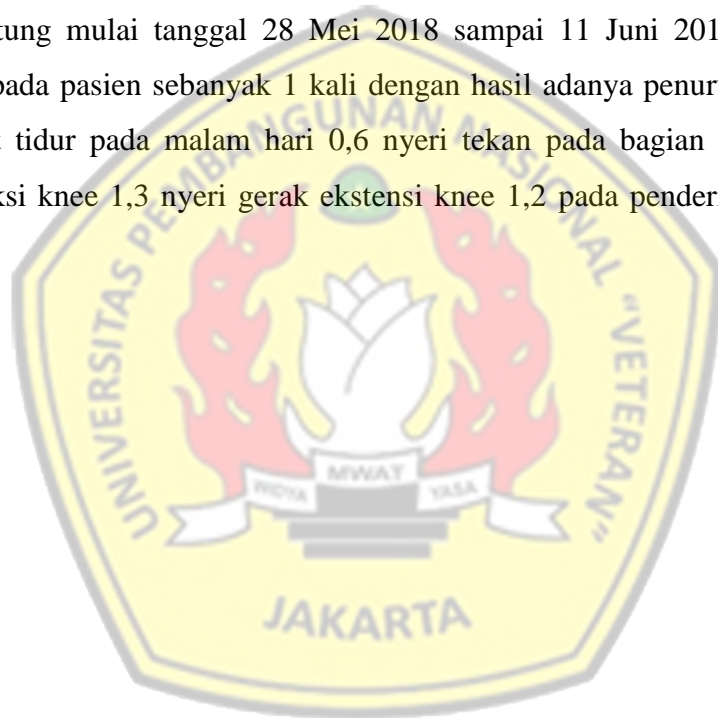 tung mulai tanggal 28 Mei 2018 sampai 11 Juni 201
pada pasien sebanyak 1 kali dengan hasil adanya penur
tidur pada malam hari 0,6 nyeri tekan pada bagian
ksi knee 1,3 nyeri gerak ekstensi knee 1,2 pada pender
UNIVERSITAS PEMBANGUNAN NASIONAL "VETERAN"
WIDYA MWAT YASA
JAKARTA